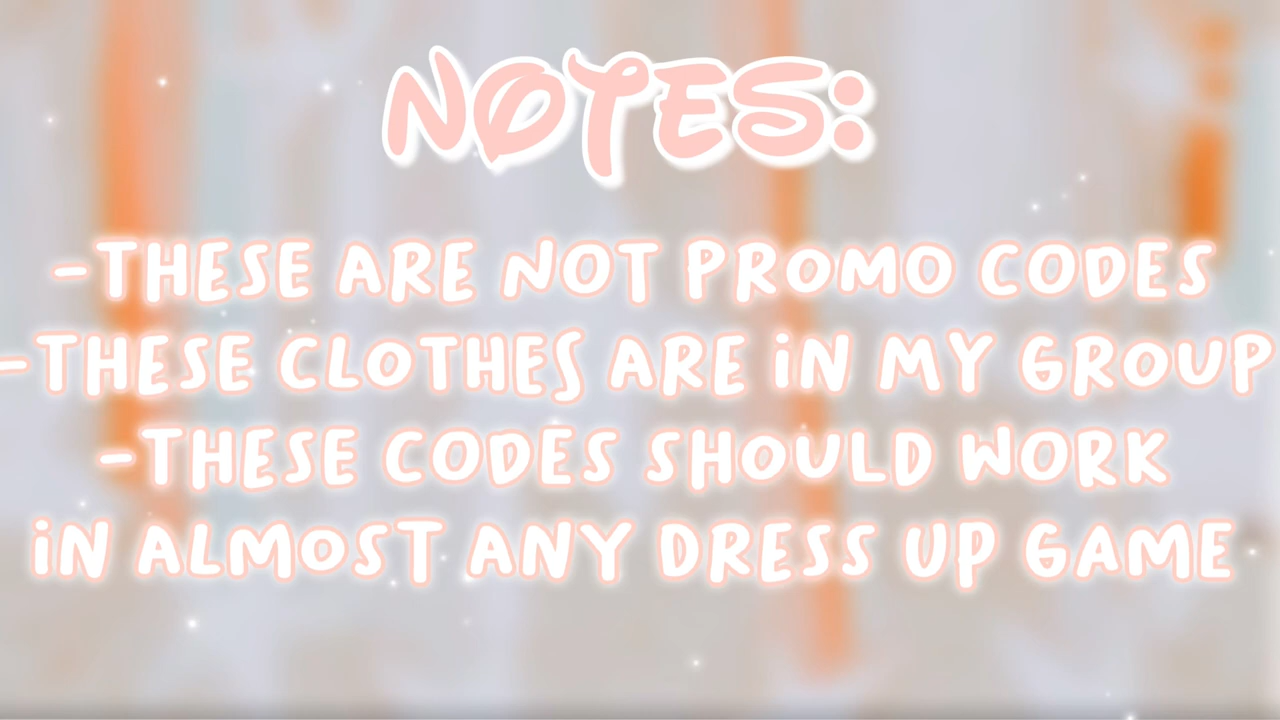 NOTES:
-THESE ARE NOT PROMO CODES
-THESE CLOTHES ARE iN MY GROUP
-THESE CODES SHOULD WORK
iN ALMOST ANY DRESS UP GAME